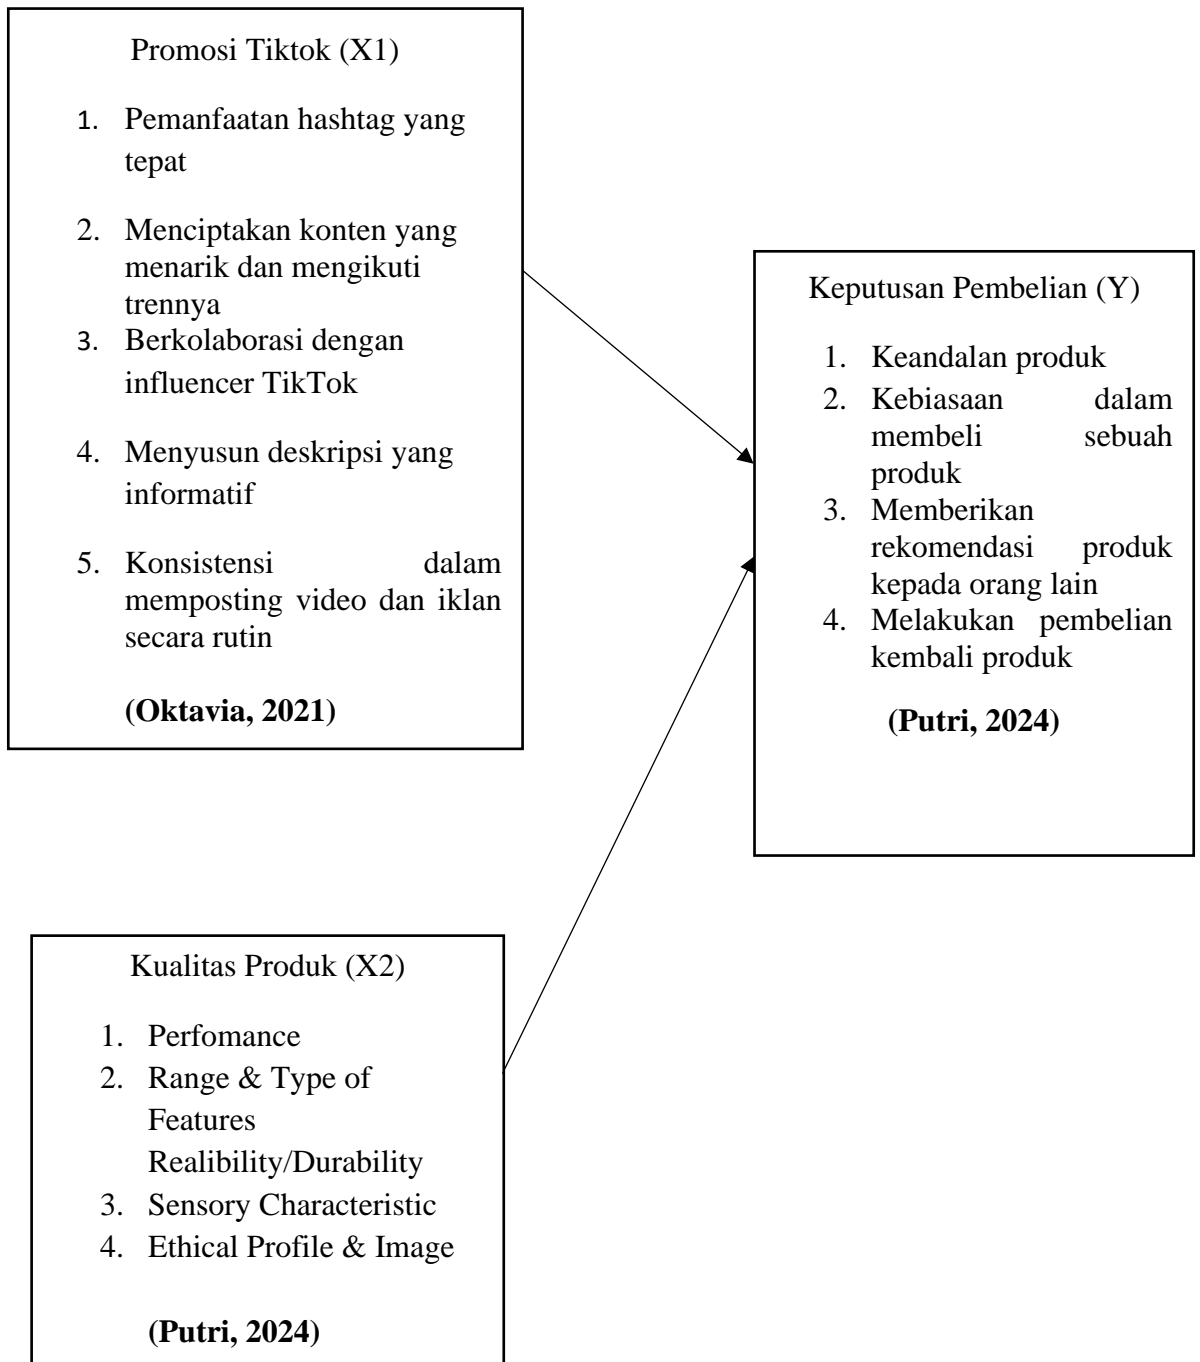 Promosi Tiktok (X1)
1. Pemanfaatan hashtag yang
tepat
2. Menciptakan konten yang
menarik dan mengikuti
trennya
3. Berkolaborasi dengan
influencer TikTok
4. Menyusun deskripsi yang
informatif
5. Konsistensi dalam
memposting video dan iklan
secara rutin
(Oktavia, 2021)
Keputusan Pembelian (Y)
1. Keandalan produk
2. Kebiasaan dalam
membeli sebuah
produk
3. Memberikan
rekomendasi produk
kepada orang lain
4. Melakukan pembelian
kembali produk
(Putri, 2024)
Kualitas Produk (X2)
1. Perfomance
2. Range & Type of
Features
Realibility/Durability
3. Sensory Characteristic
4. Ethical Profile & Image
(Putri, 2024)